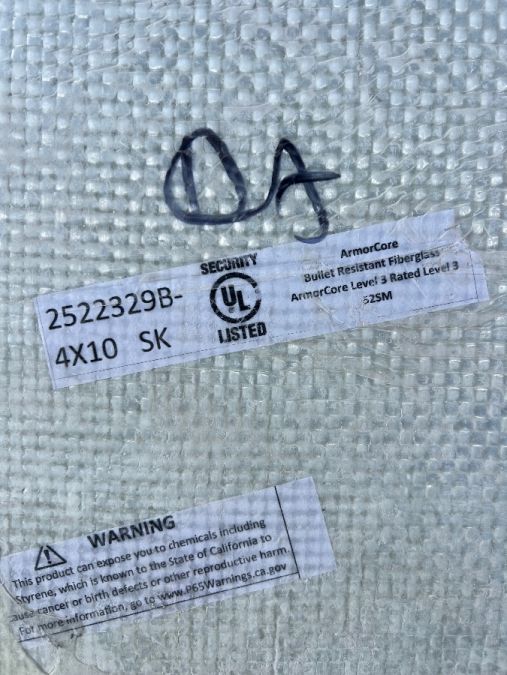 QA
2522329B-
4X10 SK
SECURITY
UL
LISTED
ArmorCore
Bullet Resistant Fiberglass
ArmorCore Level 3 Rated Level 3
52SM
WARNING
This product can expose you to chemicals including
Styrene, which is known to the State of California to
ause cancer or birth defects or other reproductive harm.
For more information, go to www.P65Warnings.ca.gov